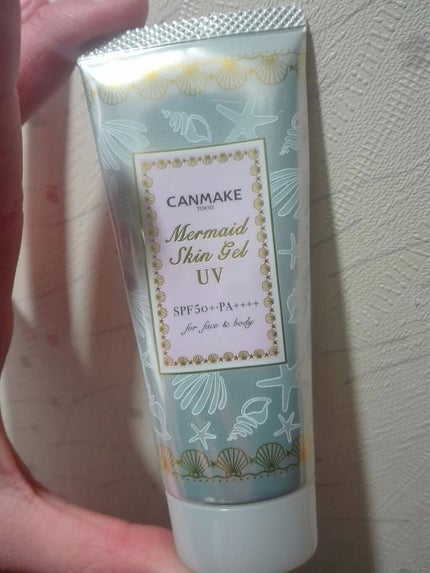 CANMAKE
TOKYO
Mermaid
Skin Gel
UV
SPF50+·PA++++
for face & body